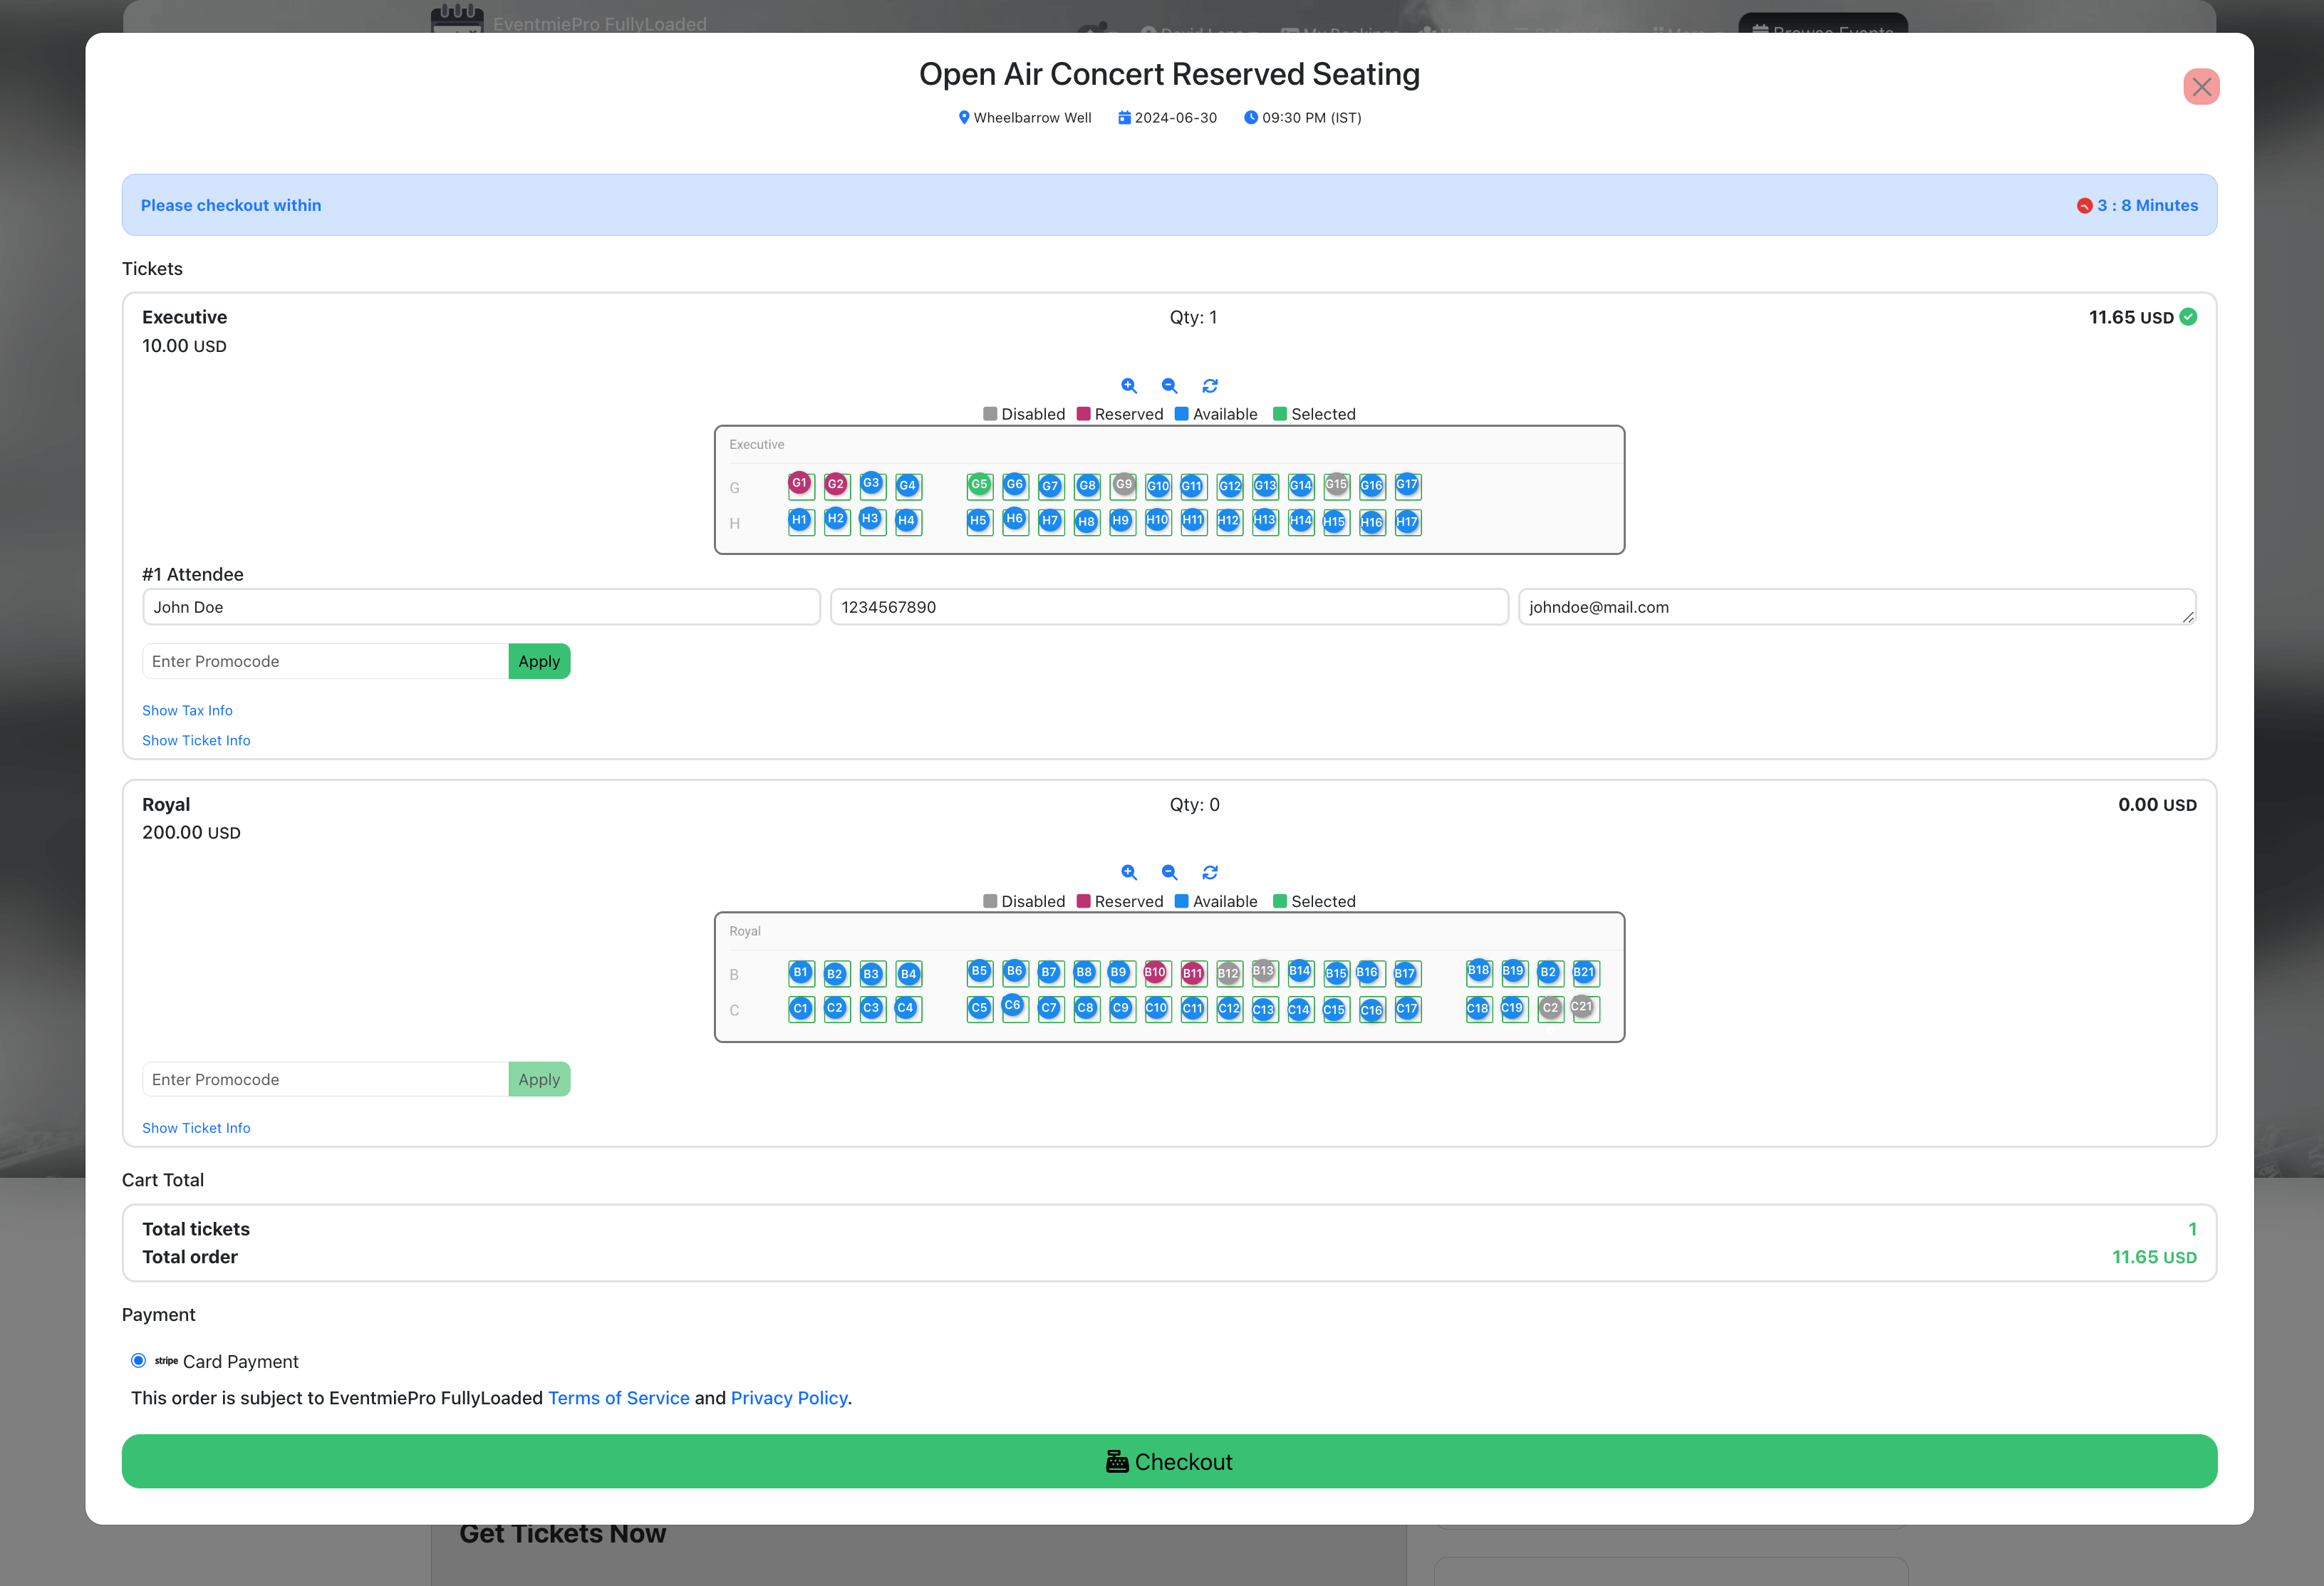 EventmiePro FullyLoaded
Browse Events
Open Air Concert Reserved Seating
Wheelbarrow Well 2024-06-30 09:30 PM (IST)
Please checkout within 3 : 8 Minutes
Tickets
Executive Qty: 1 11.65 USD
10.00 USD
Disabled Reserved Available Selected
Executive
G G1 G2 G3 G4 G5 G6 G7 G8 G9 G10 G11 G12 G13 G14 G15 G16 G17
H H1 H2 H3 H4 H5 H6 H7 H8 H9 H10 H11 H12 H13 H14 H15 H16 H17
#1 Attendee
John Doe 1234567890 johndoe@mail.com
Enter Promocode Apply
Show Tax Info
Show Ticket Info
Royal Qty: 0 0.00 USD
200.00 USD
Disabled Reserved Available Selected
Royal
B B1 B2 B3 B4 B5 B6 B7 B8 B9 B10 B11 B12 B13 B14 B15 B16 B17 B18 B19 B2 B21
C C1 C2 C3 C4 C5 C6 C7 C8 C9 C10 C11 C12 C13 C14 C15 C16 C17 C18 C19 C2 C21
Enter Promocode Apply
Show Ticket Info
Cart Total
Total tickets 1
Total order 11.65 USD
Payment
stripe Card Payment
This order is subject to EventmiePro FullyLoaded Terms of Service and Privacy Policy.
Checkout
Get Tickets Now